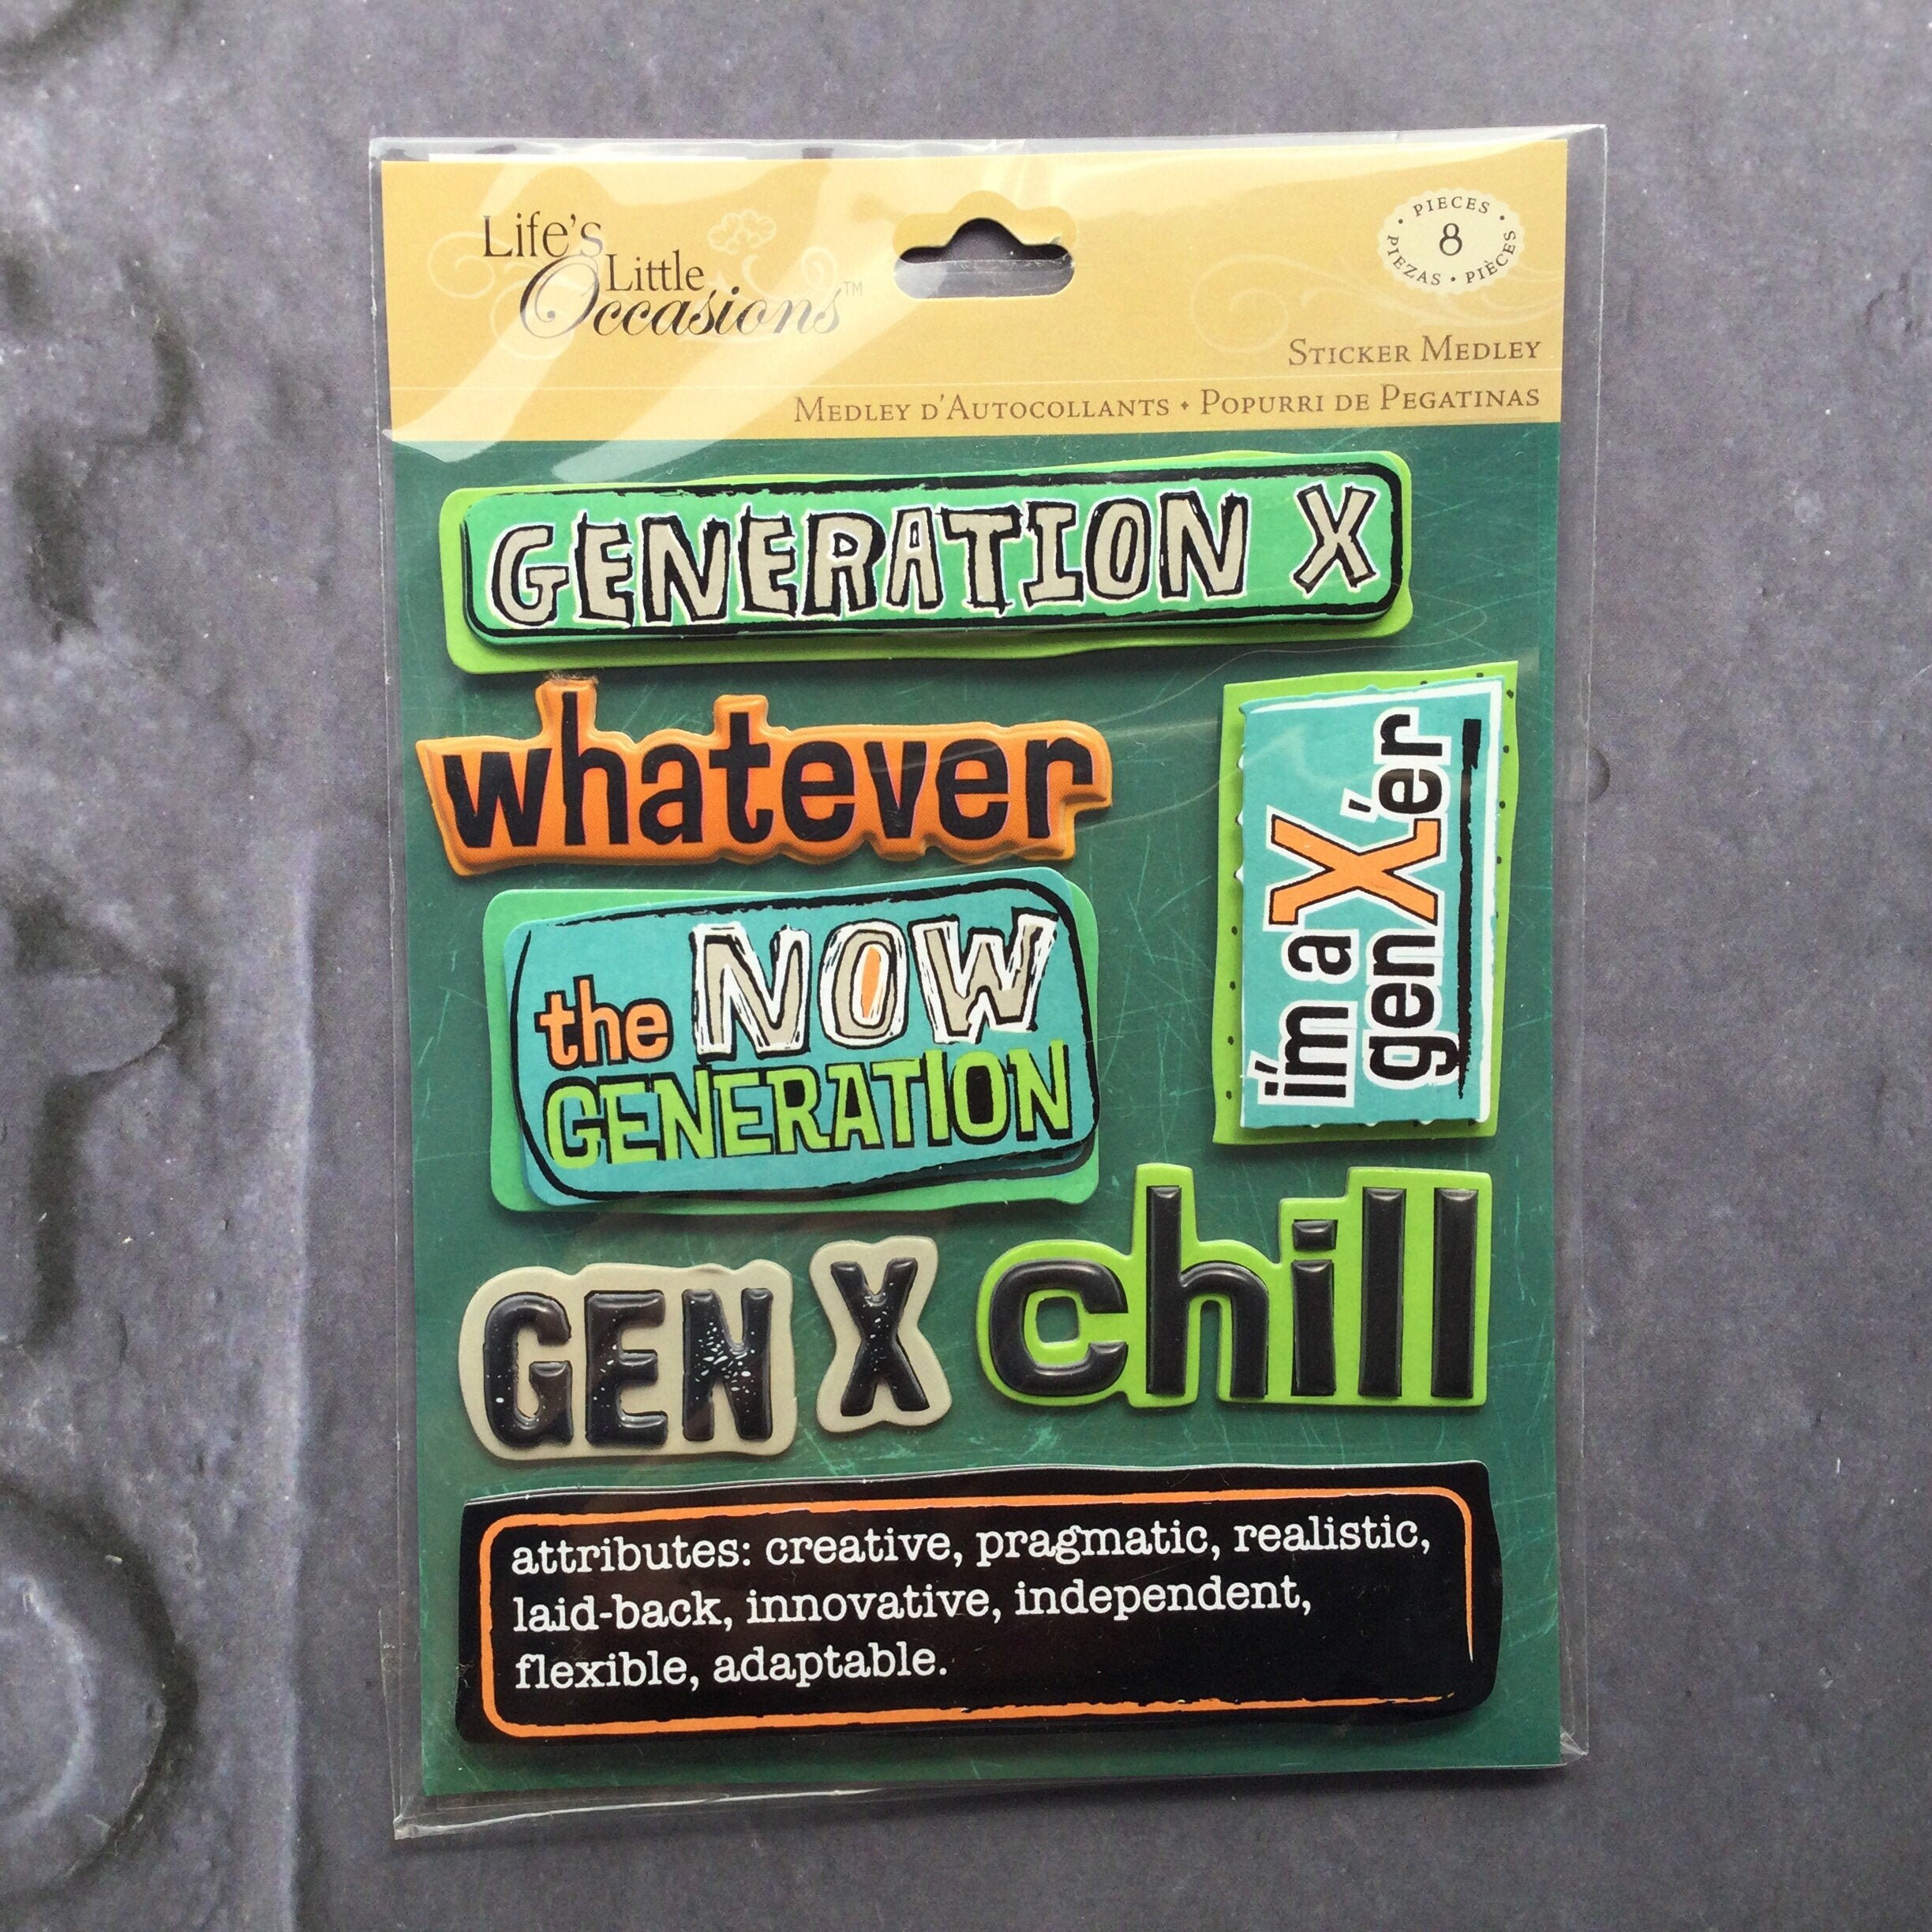 Life's
Little
Occasions™
• PIECES •
8
PIEZAS • PIÈCES
STICKER MEDLEY
MEDLEY D'AUTOCOLLANTS • POPURRI DE PEGATINAS
GENERATION X
whatever
i'm a
genX'er
the NOW
GENERATION
GEN X
chill
attributes: creative, pragmatic, realistic,
laid-back, innovative, independent,
flexible, adaptable.